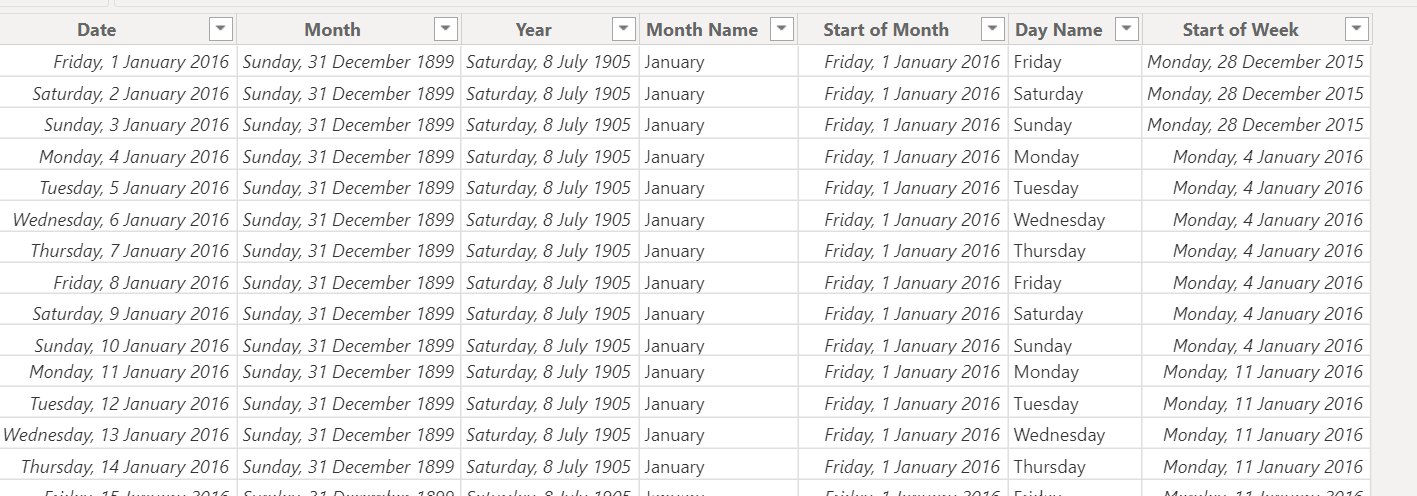 Date Month Year Month Name Start of Month Day Name Start of Week
Friday, 1 January 2016 Sunday, 31 December 1899 Saturday, 8 July 1905 January Friday, 1 January 2016 Friday Monday, 28 December 2015
Saturday, 2 January 2016 Sunday, 31 December 1899 Saturday, 8 July 1905 January Friday, 1 January 2016 Saturday Monday, 28 December 2015
Sunday, 3 January 2016 Sunday, 31 December 1899 Saturday, 8 July 1905 January Friday, 1 January 2016 Sunday Monday, 28 December 2015
Monday, 4 January 2016 Sunday, 31 December 1899 Saturday, 8 July 1905 January Friday, 1 January 2016 Monday Monday, 4 January 2016
Tuesday, 5 January 2016 Sunday, 31 December 1899 Saturday, 8 July 1905 January Friday, 1 January 2016 Tuesday Monday, 4 January 2016
Wednesday, 6 January 2016 Sunday, 31 December 1899 Saturday, 8 July 1905 January Friday, 1 January 2016 Wednesday Monday, 4 January 2016
Thursday, 7 January 2016 Sunday, 31 December 1899 Saturday, 8 July 1905 January Friday, 1 January 2016 Thursday Monday, 4 January 2016
Friday, 8 January 2016 Sunday, 31 December 1899 Saturday, 8 July 1905 January Friday, 1 January 2016 Friday Monday, 4 January 2016
Saturday, 9 January 2016 Sunday, 31 December 1899 Saturday, 8 July 1905 January Friday, 1 January 2016 Saturday Monday, 4 January 2016
Sunday, 10 January 2016 Sunday, 31 December 1899 Saturday, 8 July 1905 January Friday, 1 January 2016 Sunday Monday, 4 January 2016
Monday, 11 January 2016 Sunday, 31 December 1899 Saturday, 8 July 1905 January Friday, 1 January 2016 Monday Monday, 11 January 2016
Tuesday, 12 January 2016 Sunday, 31 December 1899 Saturday, 8 July 1905 January Friday, 1 January 2016 Tuesday Monday, 11 January 2016
Wednesday, 13 January 2016 Sunday, 31 December 1899 Saturday, 8 July 1905 January Friday, 1 January 2016 Wednesday Monday, 11 January 2016
Thursday, 14 January 2016 Sunday, 31 December 1899 Saturday, 8 July 1905 January Friday, 1 January 2016 Thursday Monday, 11 January 2016